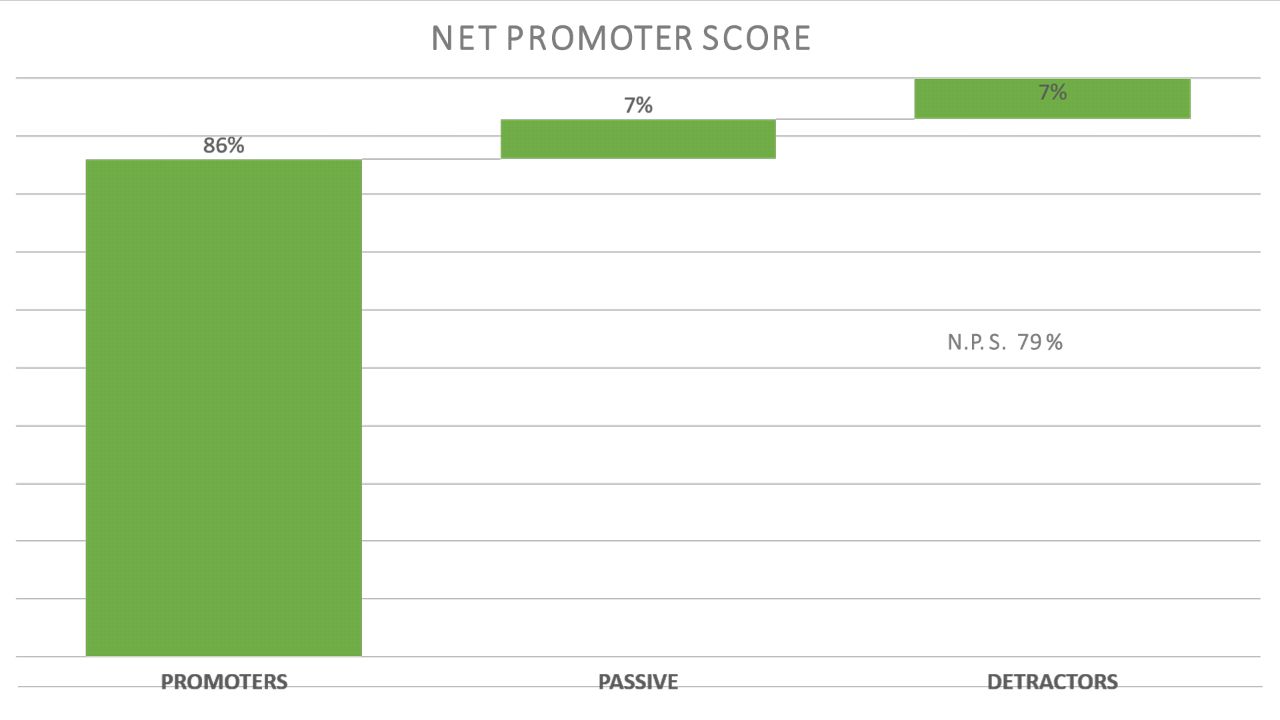 NET PROMOTER SCORE
86%
7%
7%
N.P.S. 79%
PROMOTERS
PASSIVE
DETRACTORS